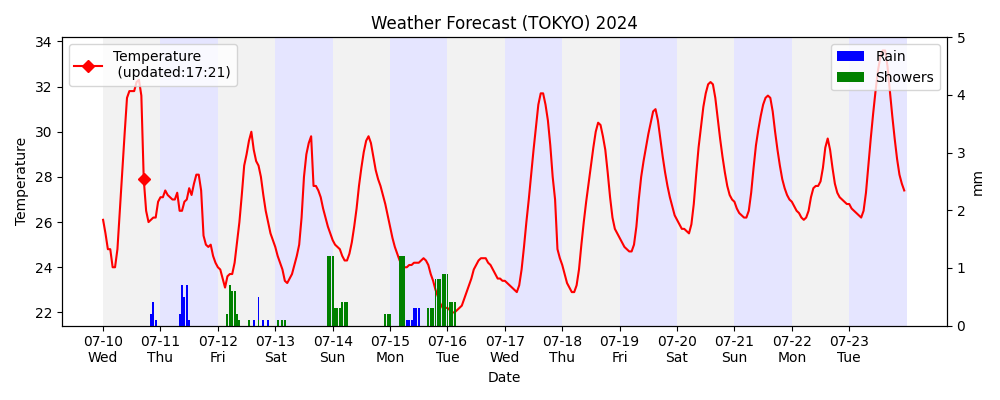 Weather Forecast (TOKYO) 2024
Temperature
(updated:17:21)
Rain
Showers
34
32
30
28
26
24
22
Temperature
5
4
3
2
1
0
mm
07-10 07-11 07-12 07-13 07-14 07-15 07-16 07-17 07-18 07-19 07-20 07-21 07-22 07-23
Wed Thu Fri Sat Sun Mon Tue Wed Thu Fri Sat Sun Mon Tue
Date